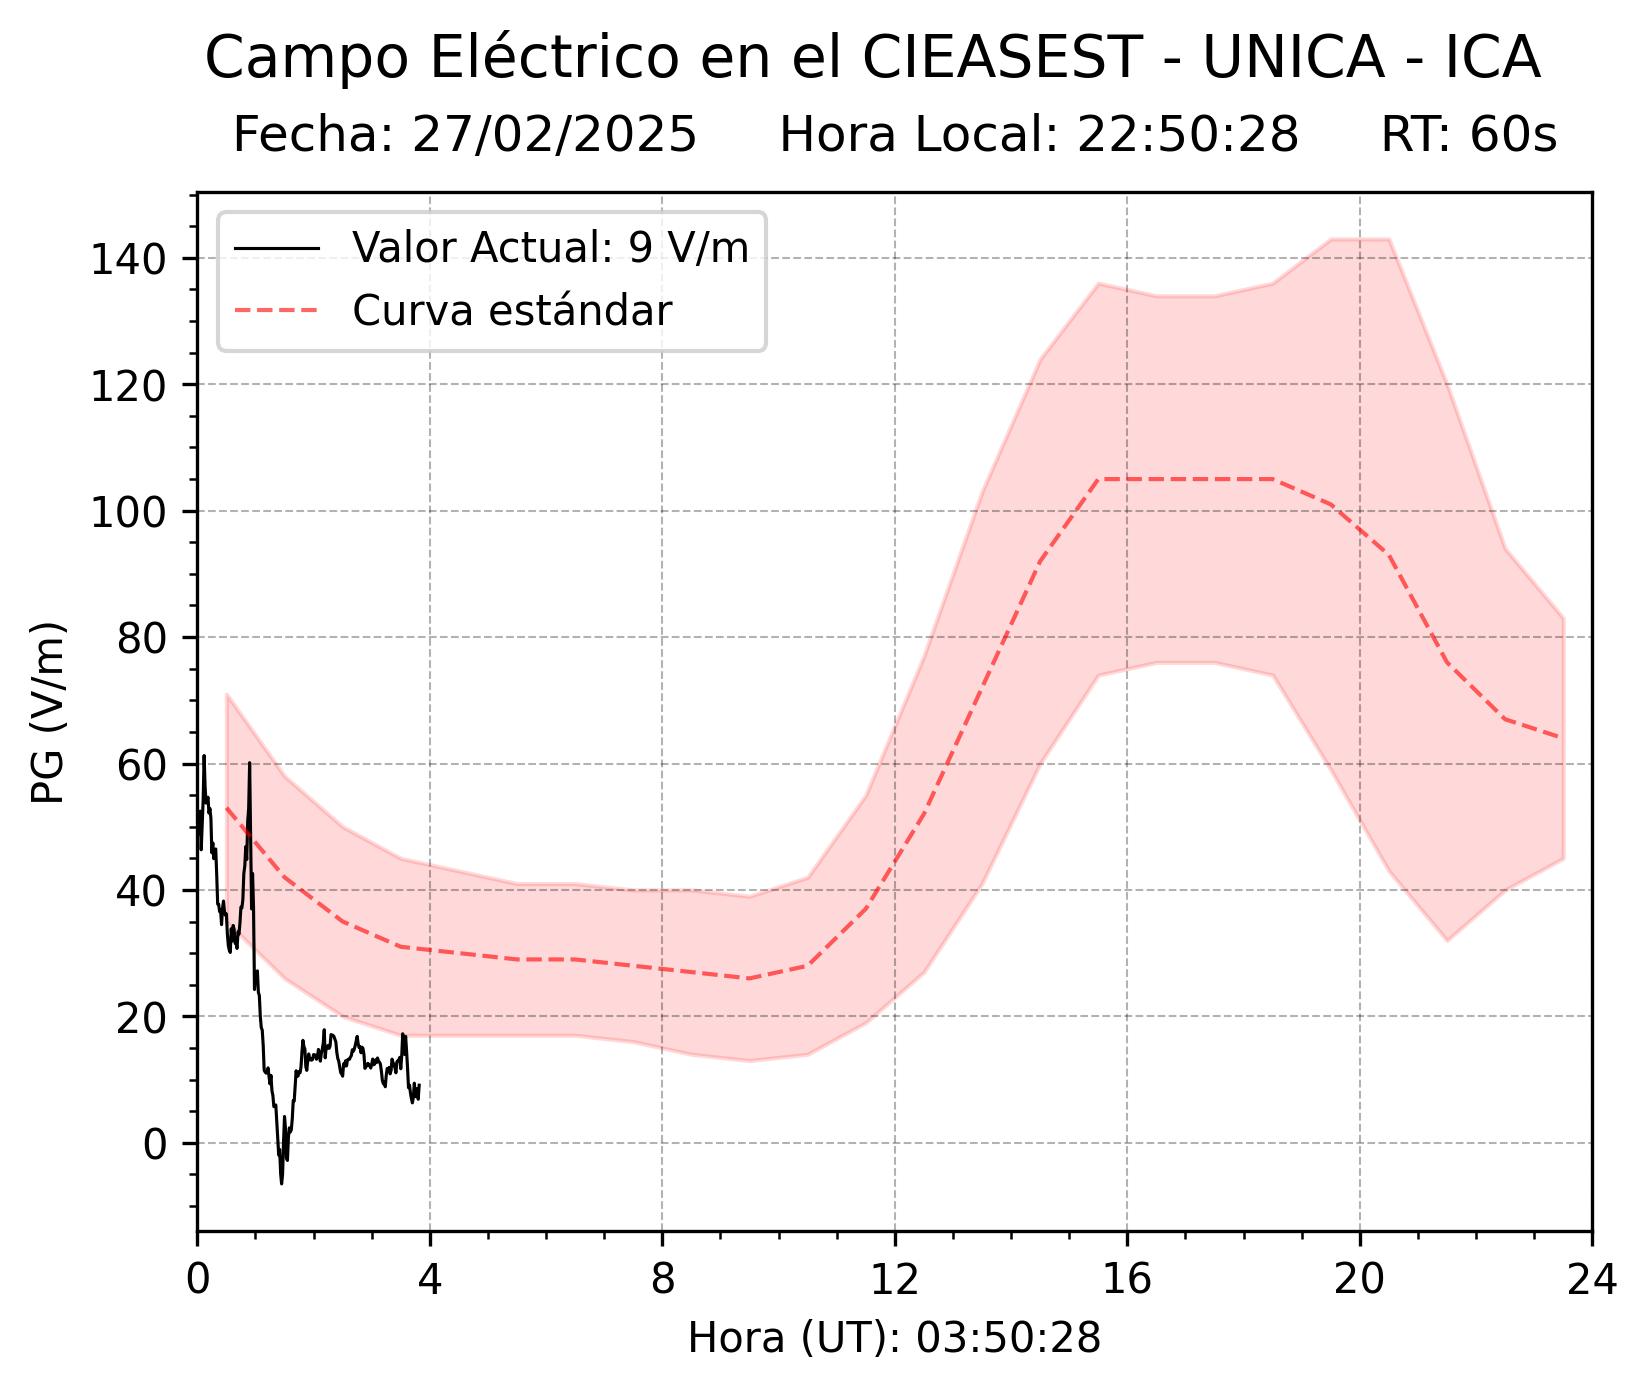 Campo Eléctrico en el CIEASEST - UNICA - ICA
Fecha: 27/02/2025 Hora Local: 22:50:28 RT: 60s
Valor Actual: 9 V/m
Curva estándar
140
120
100
80
60
40
20
0
PG (V/m)
0 4 8 12 16 20 24
Hora (UT): 03:50:28